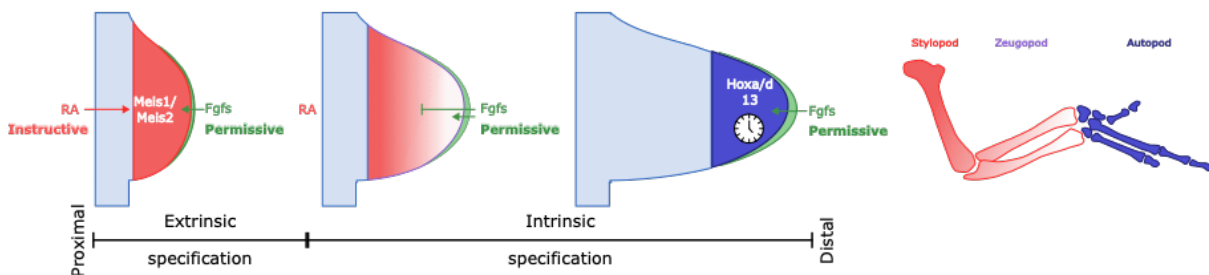 RA
Instructive
Meis1/
Meis2
Fgfs
Permissive
RA
Fgfs
Permissive
Hoxa/d
13
Fgfs
Permissive
Stylopod
Zeugopod
Autopod
Proximal
Extrinsic
specification
Intrinsic
specification
Distal